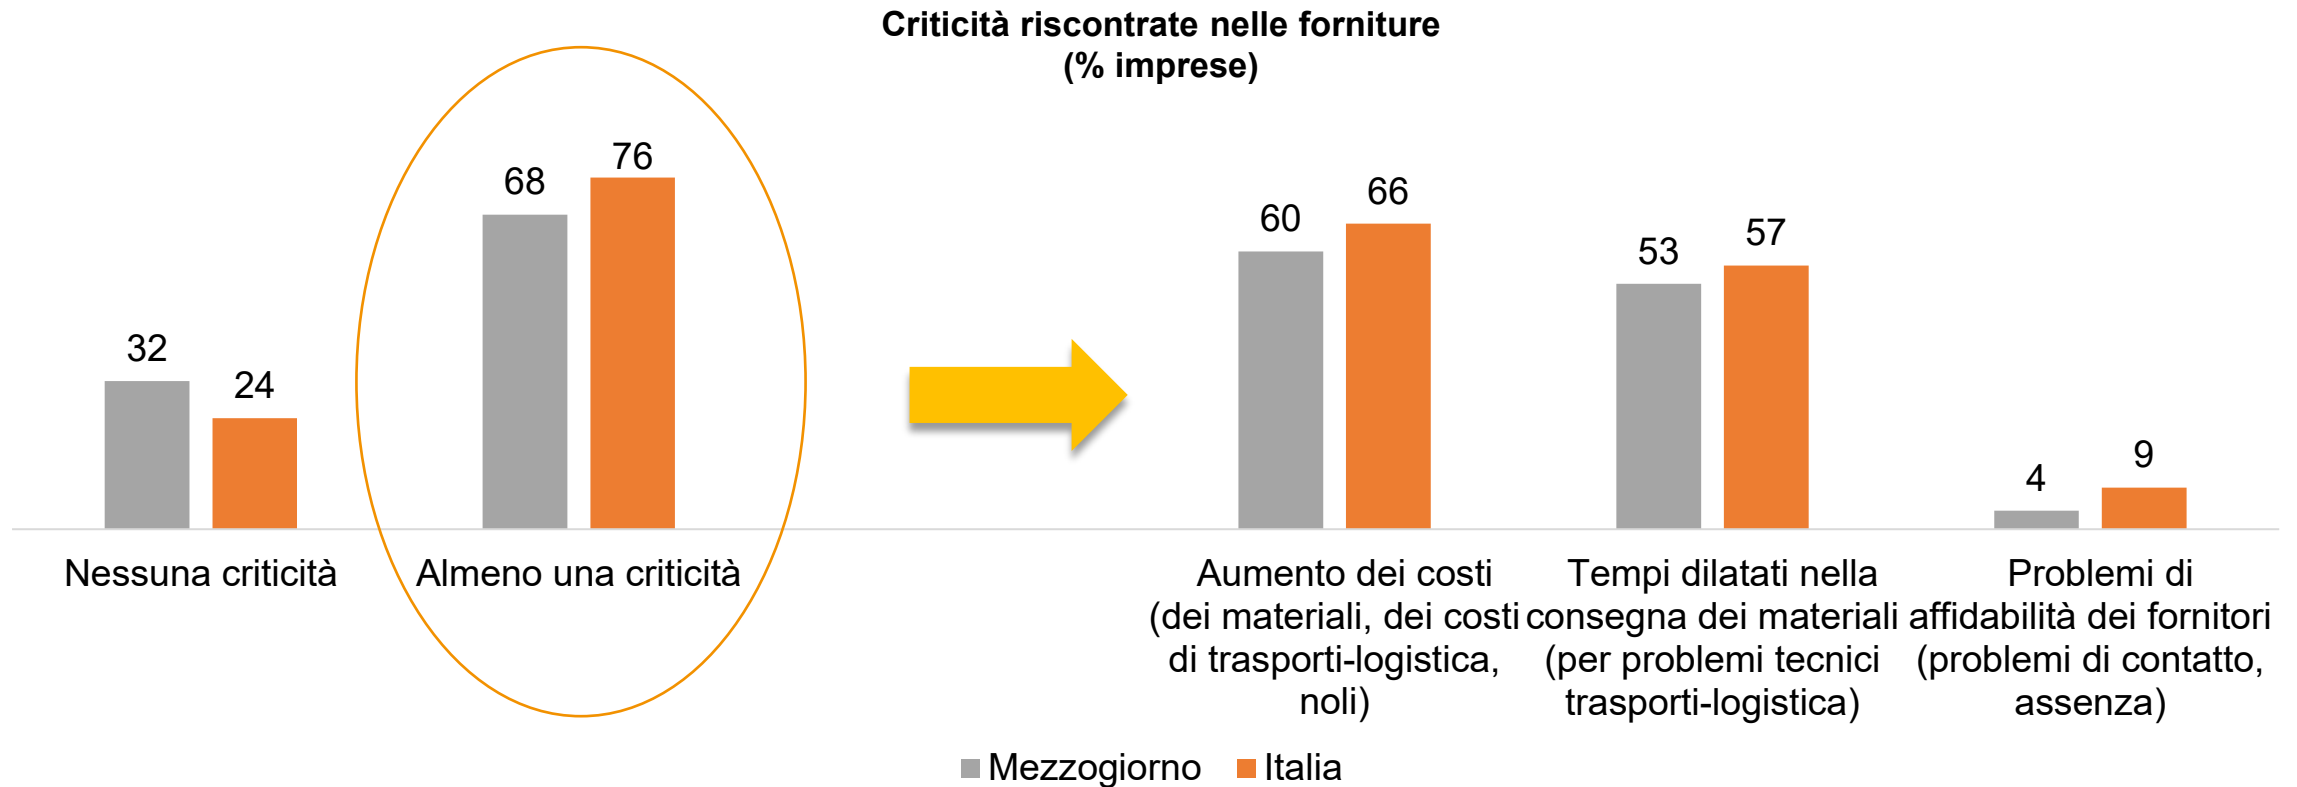 Criticità riscontrate nelle forniture
(% imprese)
32
24
68
76
60
66
53
57
4
9
Nessuna criticità
Almeno una criticità
Aumento dei costi
(dei materiali, dei costi
di trasporti-logistica,
noli)
Tempi dilatati nella
consegna dei materiali
(per problemi tecnici
trasporti-logistica)
Problemi di
affidabilità dei fornitori
(problemi di contatto,
assenza)
Mezzogiorno
Italia